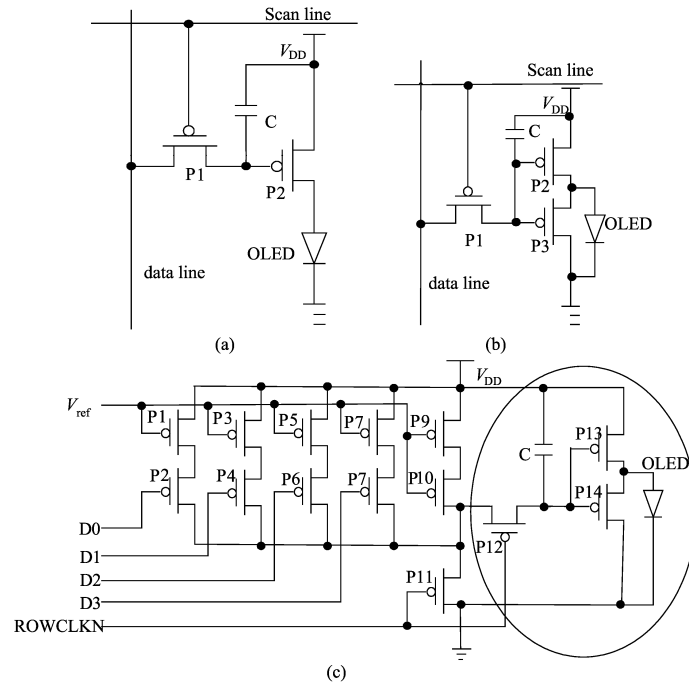 Scan line
VDD
C
P1
P2
OLED
data line
(a)
Scan line
VDD
C
P2
P1
P3
OLED
data line
(b)
Vref
VDD
P1
P3
P5
P7
P9
P13
C
OLED
P2
P4
P6
P7
P10
P14
D0
P12
D1
P11
D2
D3
ROWCLKN
(c)